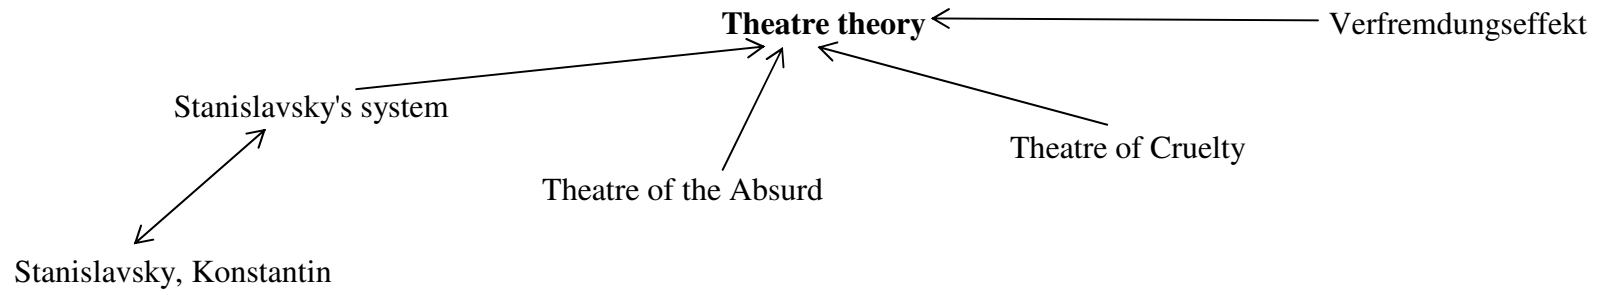 Theatre theory
Verfremdungseffekt
Stanislavsky's system
Theatre of Cruelty
Theatre of the Absurd
Stanislavsky, Konstantin